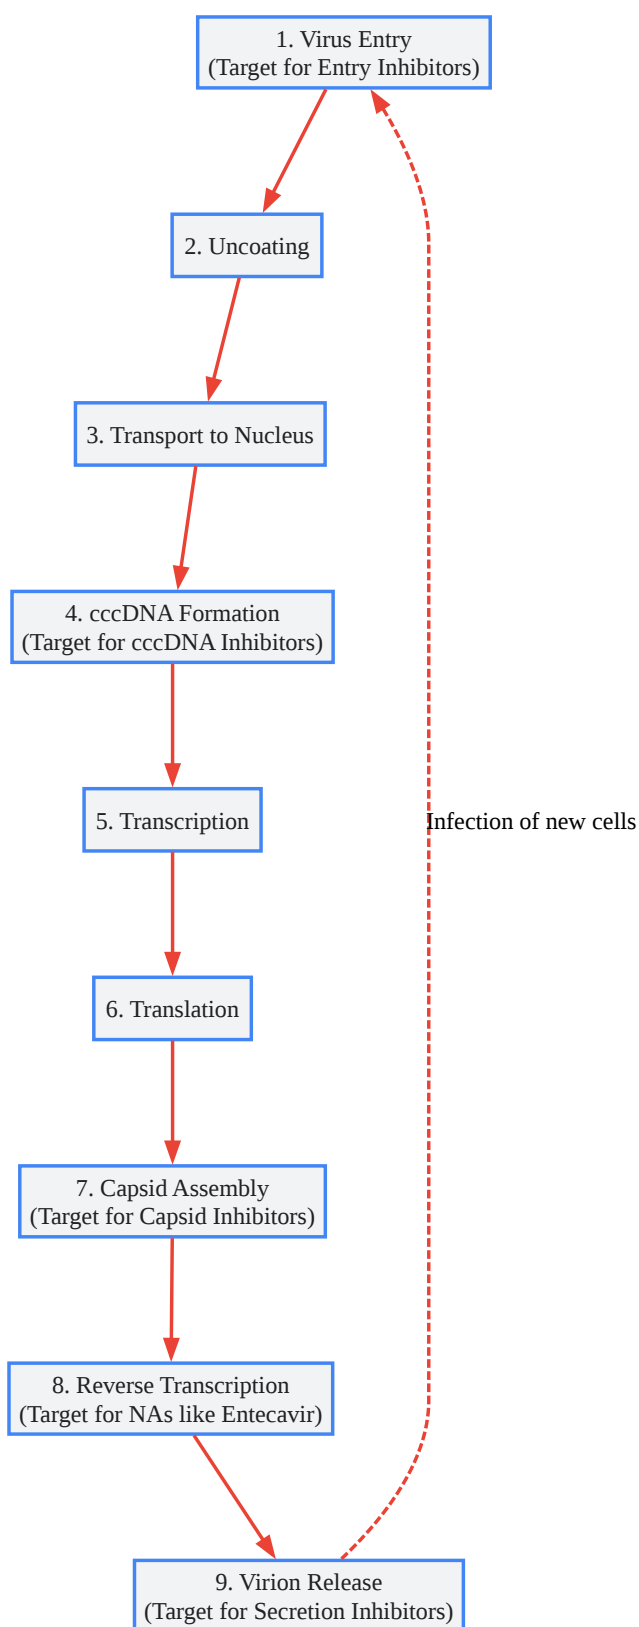 1. Virus Entry
(Target for Entry Inhibitors)
2. Uncoating
3. Transport to Nucleus
4. cccDNA Formation
(Target for cccDNA Inhibitors)
5. Transcription
Infection of new cells
6. Translation
7. Capsid Assembly
(Target for Capsid Inhibitors)
8. Reverse Transcription
(Target for NAs like Entecavir)
9. Virion Release
(Target for Secretion Inhibitors)